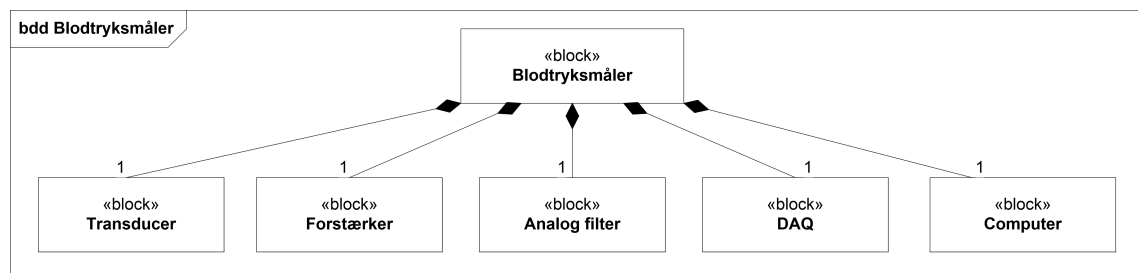 bdd Blodtryksmåler
«block»
Blodtryksmåler
1 1 1 1 1
«block» «block» «block» «block» «block»
Transducer Forstærker Analog filter DAQ Computer